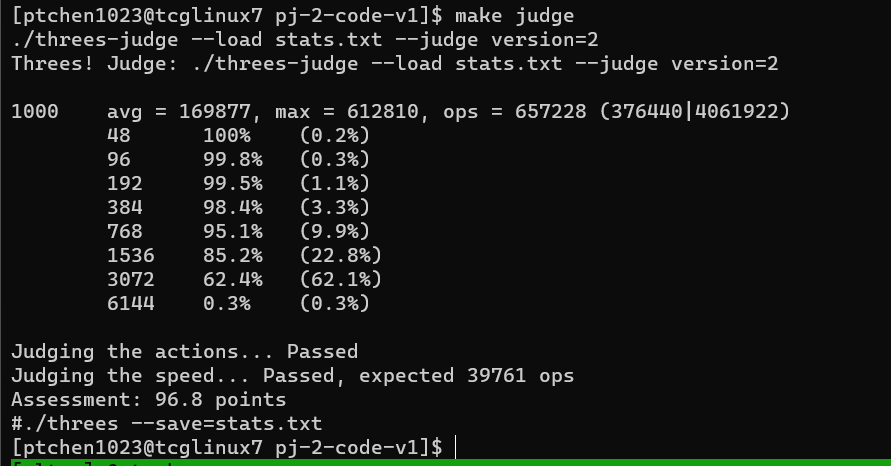 [ptchen1023@tcglinux7 pj-2-code-v1]$ make judge
./threes-judge --load stats.txt --judge version=2
Threes! Judge: ./threes-judge --load stats.txt --judge version=2
1000 avg = 169877, max = 612810, ops = 657228 (376440|4061922)
48 100% (0.2%)
96 99.8% (0.3%)
192 99.5% (1.1%)
384 98.4% (3.3%)
768 95.1% (9.9%)
1536 85.2% (22.8%)
3072 62.4% (62.1%)
6144 0.3% (0.3%)
Judging the actions... Passed
Judging the speed... Passed, expected 39761 ops
Assessment: 96.8 points
#./threes --save=stats.txt
[ptchen1023@tcglinux7 pj-2-code-v1]$